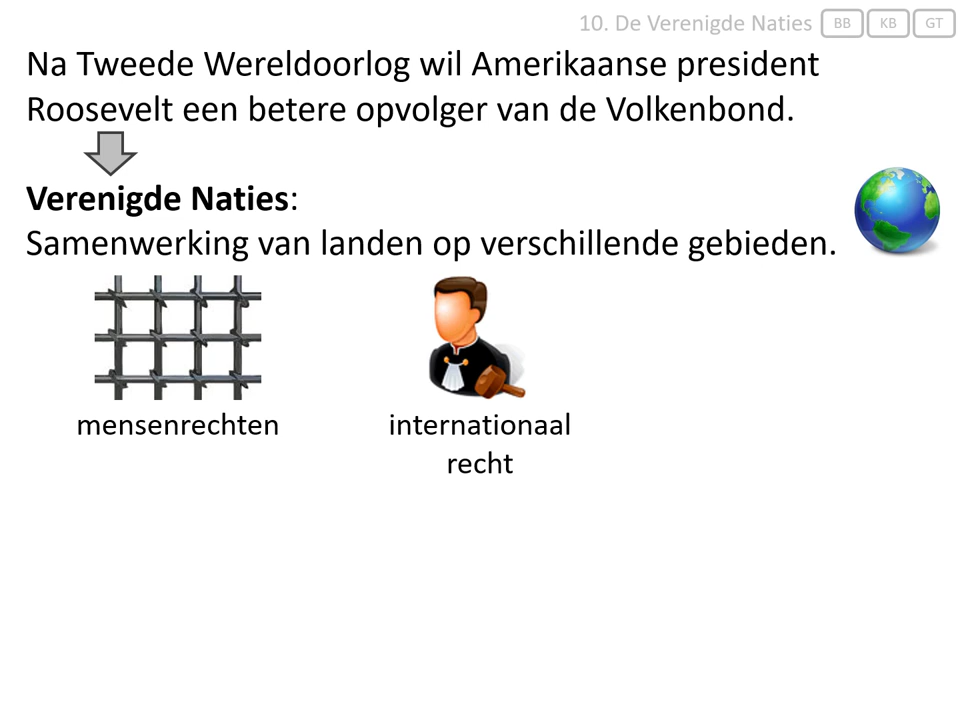 10. De Verenigde Naties BB KB GT
Na Tweede Wereldoorlog wil Amerikaanse president
Roosevelt een betere opvolger van de Volkenbond.
Verenigde Naties:
Samenwerking van landen op verschillende gebieden.
mensenrechten
internationaal
recht